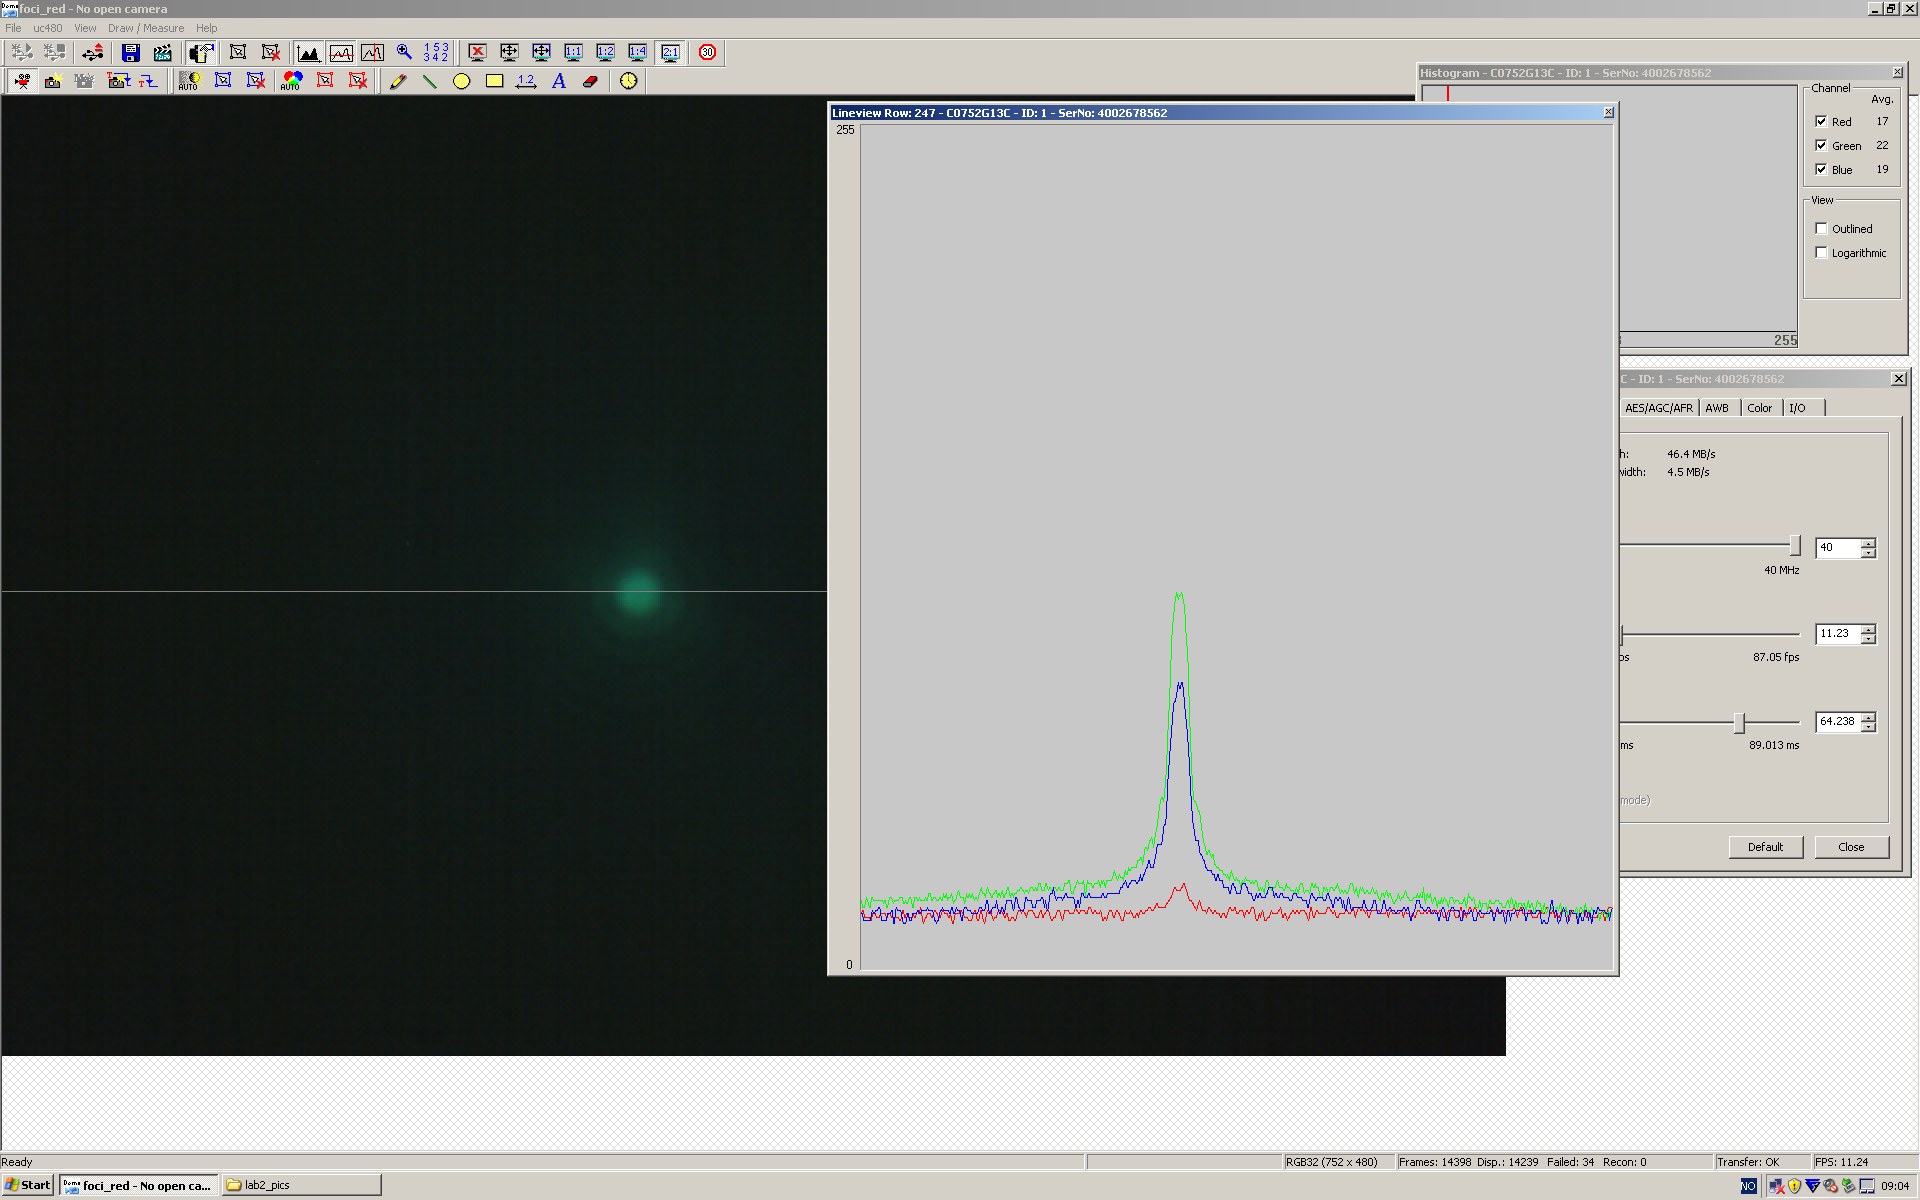 foci_red - No open camera
File uc480 View Draw / Measure Help
1 5 3
3 4 2
1:1 1:2 1:4 2:1 30
AUTO AUTO 1.2 A
Histogram - C0752G13C - ID: 1 - SerNo: 4002678562
Channel
Avg.
Red 17
Green 22
Blue 19
View
Outlined
Logarithmic
255
Lineview Row: 247 - C0752G13C - ID: 1 - SerNo: 4002678562
255
0
C - ID: 1 - SerNo: 4002678562
AES/AGC/AFR AWB Color I/O
h: 46.4 MB/s
width: 4.5 MB/s
40
40 MHz
11.23
ps 87.05 fps
64.238
ms 89.013 ms
mode)
Default Close
Ready RGB32 (752 x 480) Frames: 14398 Disp.: 14239 Failed: 34 Recon: 0 Transfer: OK FPS: 11.24
Start foci_red - No open ca... lab2_pics NO 09:04